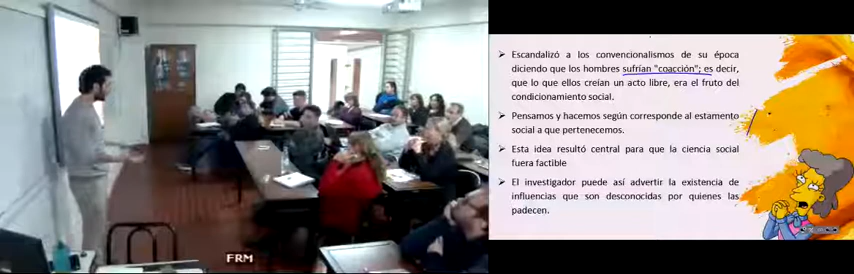 ➤ Escandalizó a los convencionalismos de su época
diciendo que los hombres sufrían "coacción"; es decir,
que lo que ellos creían un acto libre, era el fruto del
condicionamiento social.
➤ Pensamos y hacemos según corresponde al estamento
social a que pertenecemos.
➤ Esta idea resultó central para que la ciencia social
fuera factible
➤ El investigador puede así advertir la existencia de
influencias que son desconocidas por quienes las
padecen.
FRM